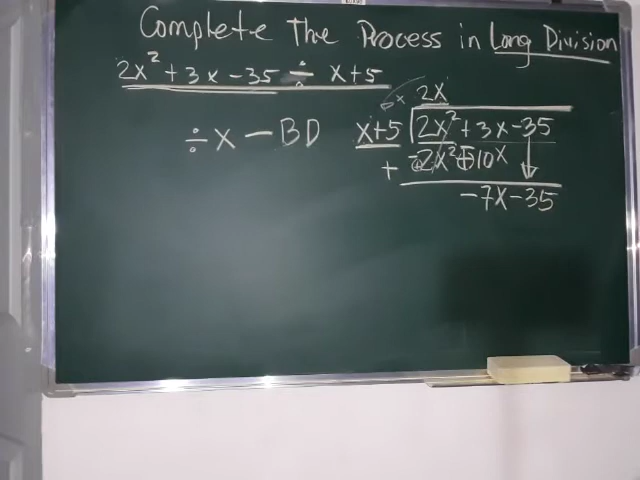 Complete The Process in Long Division
2x² + 3x - 35 ÷ x + 5
÷ x - BD
2x
x+5 2x² + 3x - 35
-2x² 10x
+
-7x - 35